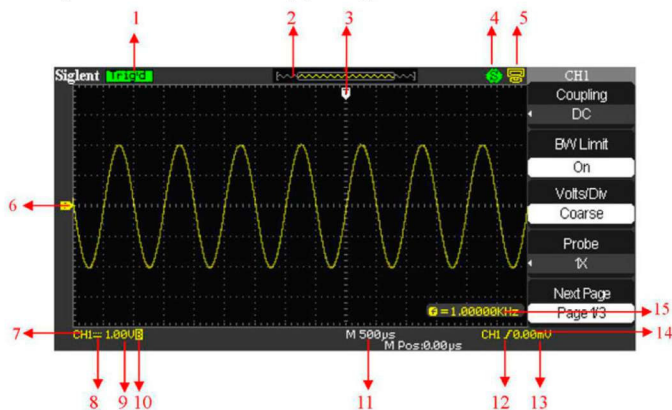 1 2 3 4 5
Siglent Trig'd S CH1
T
Coupling
DC
BW Limit
On
Volts/Div
Coarse
6
Probe
1X
Next Page
=1.00000KHz 15
Page 1/3
7 CH1 1.00V B M 500µs CH1 0.00mV 14
M Pos:0.00µs
8 9 10 11 12 13